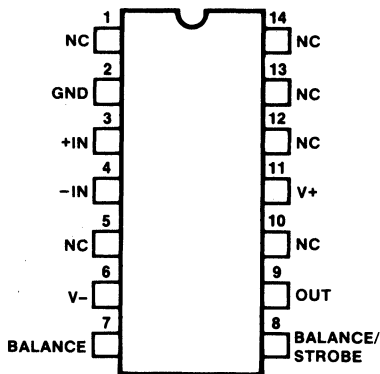 1 14
NC NC
2 13
GND NC
3 12
+IN NC
4 11
−IN V+
5 10
NC NC
6 9
V− OUT
7 8
BALANCE BALANCE/
STROBE